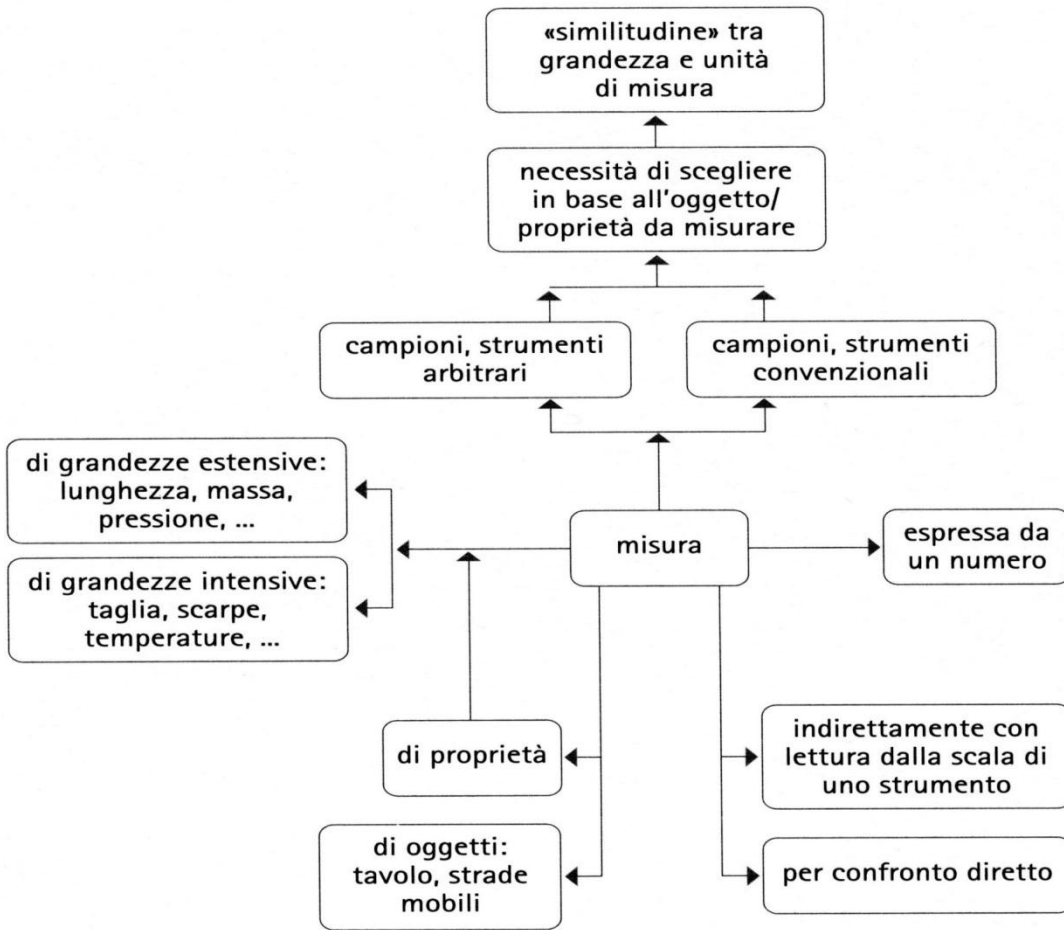 «similitudine» tra
grandezza e unità
di misura
necessità di scegliere
in base all'oggetto/
proprietà da misurare
campioni, strumenti
arbitrari
campioni, strumenti
convenzionali
di grandezze estensive:
lunghezza, massa,
pressione, ...
misura
espressa da
un numero
di grandezze intensive:
taglia, scarpe,
temperature, ...
di proprietà
indirettamente con
lettura dalla scala di
uno strumento
di oggetti:
tavolo, strade
mobili
per confronto diretto